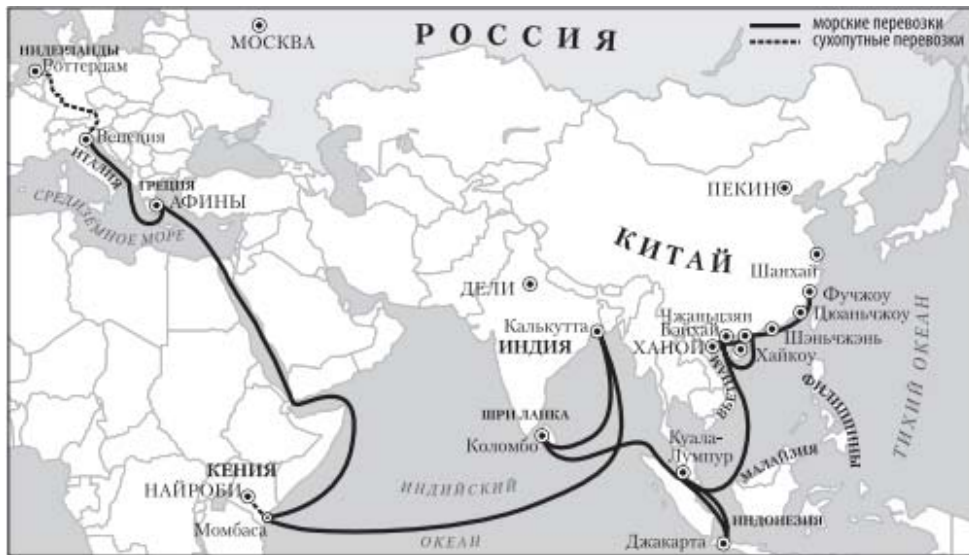 РОССИЯ
морские перевозки
сухопутные перевозки
МОСКВА
НИДЕРЛАНДЫ
Роттердам
Венеция
ИТАЛИЯ
ГРЕЦИЯ
АФИНЫ
СРЕДИЗЕМНОЕ МОРЕ
ПЕКИН
КИТАЙ
Шанхай
Фучжоу
Цюаньчжоу
Шэньчжэнь
Чжаньцзян
Бэйхай
ХАНОЙ
Хайкоу
ВЬЕТНАМ
ДЕЛИ
Калькутта
ИНДИЯ
ШРИ ЛАНКА
Коломбо
Куала-
Лумпур
МАЛАЙЗИЯ
ФИЛИППИНЫ
ТИХИЙ ОКЕАН
КЕНИЯ
НАЙРОБИ
Момбаса
ИНДИЙСКИЙ
ОКЕАН
ИНДОНЕЗИЯ
Джакарта